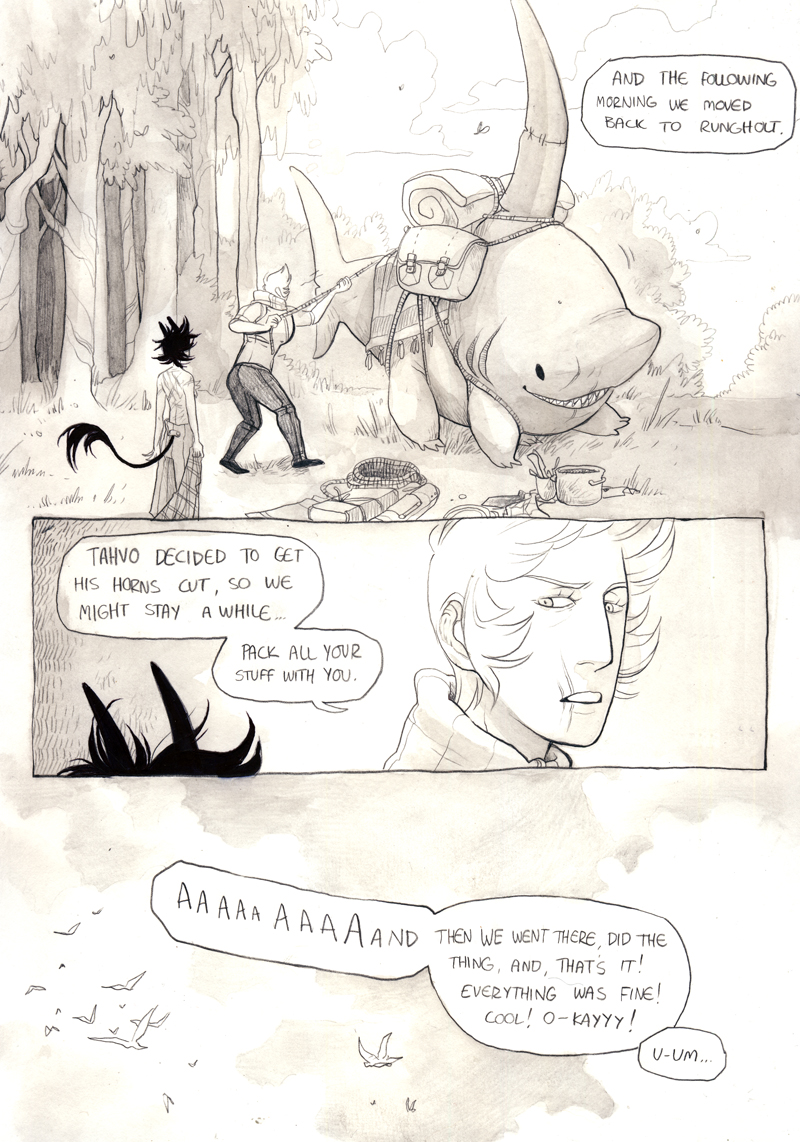 AND THE FOLLOWING
MORNING WE MOVED
BACK TO RUNGHOLT.
TAHVO DECIDED TO GET
HIS HORNS CUT, SO WE
MIGHT STAY A WHILE...
PACK ALL YOUR
STUFF WITH YOU.
AAAAAAAAAAND THEN WE WENT THERE, DID THE
THING, AND, THAT'S IT!
EVERYTHING WAS FINE!
COOL! O-KAYYY!
U-UM...